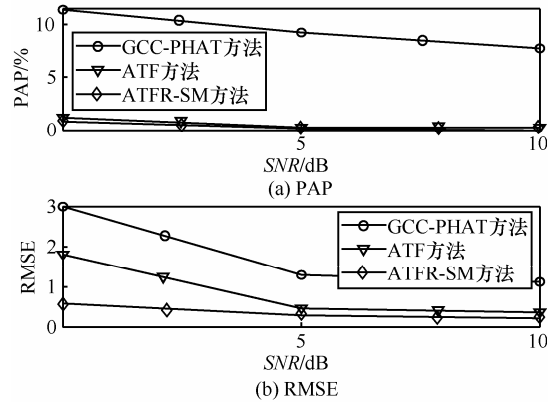 10
5
0
PAP/%
GCC-PHAT方法
ATF方法
ATFR-SM方法
5
10
SNR/dB
(a) PAP
3
2
1
0
RMSE
GCC-PHAT方法
ATF方法
ATFR-SM方法
5
10
SNR/dB
(b) RMSE